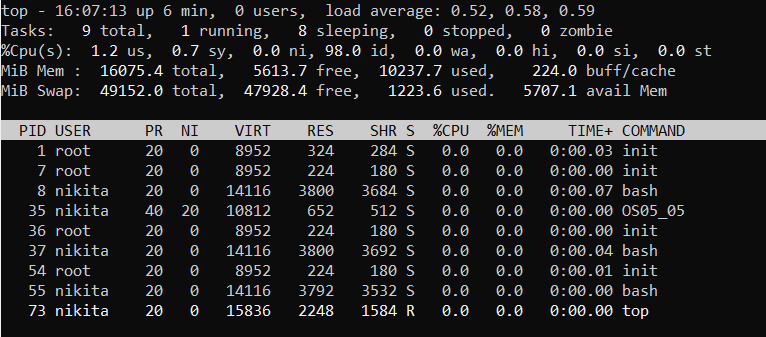 top - 16:07:13 up 6 min,  0 users,  load average: 0.52, 0.58, 0.59
Tasks:   9 total,   1 running,   8 sleeping,   0 stopped,   0 zombie
%Cpu(s):  1.2 us,  0.7 sy,  0.0 ni, 98.0 id,  0.0 wa,  0.0 hi,  0.0 si,  0.0 st
MiB Mem :  16075.4 total,   5613.7 free,  10237.7 used,    224.0 buff/cache
MiB Swap:  49152.0 total,  47928.4 free,   1223.6 used.   5707.1 avail Mem
  PID USER      PR  NI    VIRT    RES    SHR S  %CPU  %MEM     TIME+ COMMAND
    1 root      20   0    8952    324    284 S   0.0   0.0   0:00.03 init
    7 root      20   0    8952    224    180 S   0.0   0.0   0:00.00 init
    8 nikita    20   0   14116   3800   3684 S   0.0   0.0   0:00.07 bash
   35 nikita    40  20   10812    652    512 S   0.0   0.0   0:00.00 OS05_05
   36 root      20   0    8952    224    180 S   0.0   0.0   0:00.00 init
   37 nikita    20   0   14116   3800   3692 S   0.0   0.0   0:00.04 bash
   54 root      20   0    8952    224    180 S   0.0   0.0   0:00.01 init
   55 nikita    20   0   14116   3792   3532 S   0.0   0.0   0:00.00 bash
   73 nikita    20   0   15836   2248   1584 R   0.0   0.0   0:00.00 top